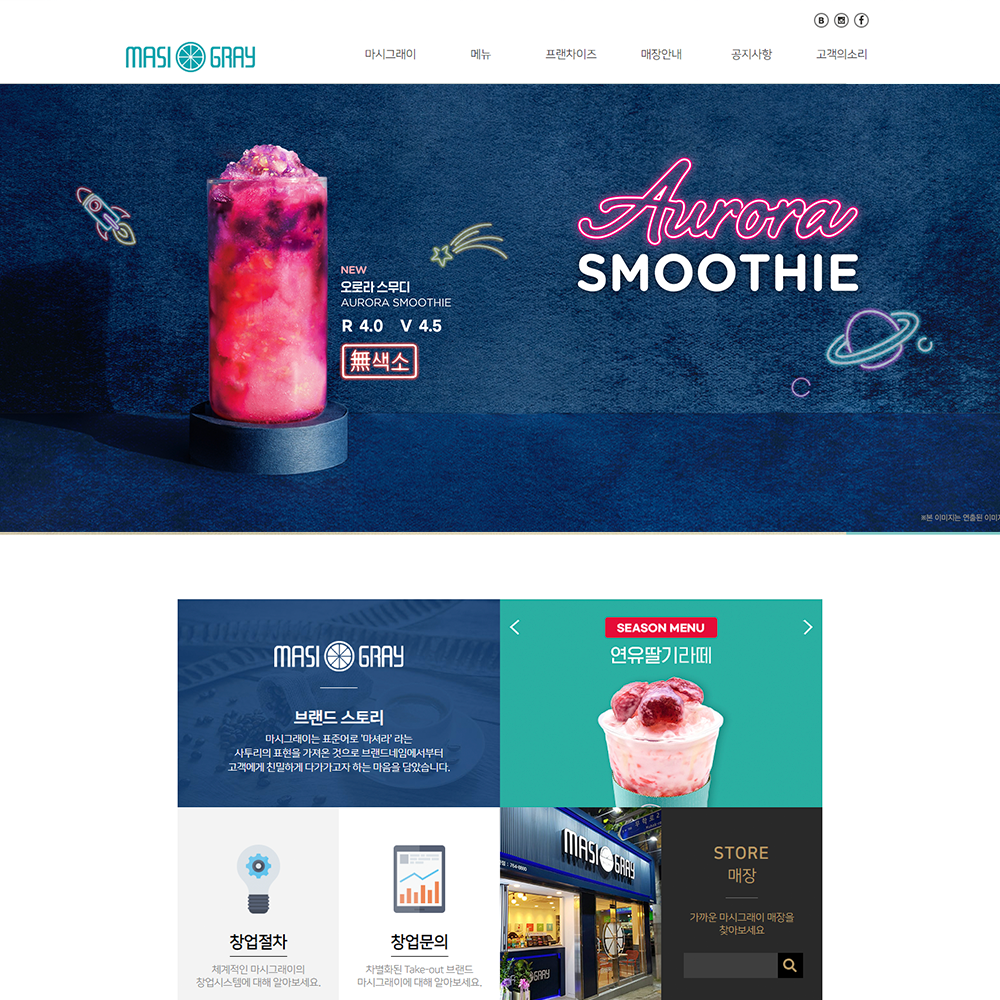 MASI GRAY
마시그래이
메뉴
프랜차이즈
매장안내
공지사항
고객의소리
Aurora
SMOOTHIE
NEW
오로라 스무디
AURORA SMOOTHIE
R 4.0 V 4.5
無색소
※본 이미지는 연출된 이미지
MASI GRAY
브랜드 스토리
마시그래이는 표준어로 '마셔라' 라는
사투리의 표현을 가져온 것으로 브랜드네임에서부터
고객에게 친밀하게 다가가고자 하는 마음을 담았습니다.
SEASON MENU
연유딸기라떼
창업절차
체계적인 마시그래이의
창업시스템에 대해 알아보세요.
창업문의
차별화된 Take-out 브랜드
마시그래이에 대해 알아보세요.
MASI GRAY
STORE
매장
가까운 마시그래이 매장을
찾아보세요